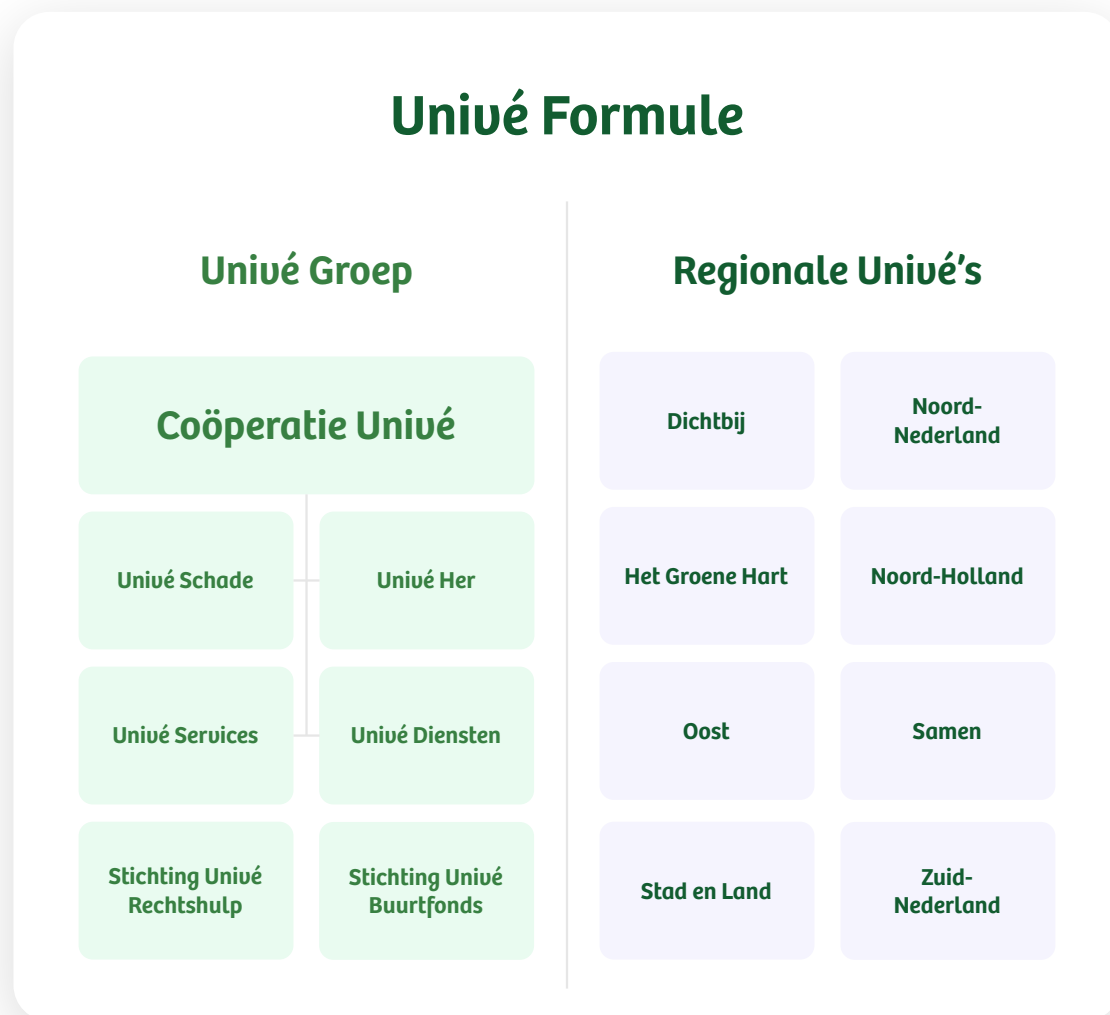 Univé Formule
Univé Groep
Coöperatie Univé
Univé Schade
Univé Her
Univé Services
Univé Diensten
Stichting Univé
Rechtshulp
Stichting Univé
Buurtfonds
Regionale Univé’s
Dichtbij
Noord-
Nederland
Het Groene Hart
Noord-Holland
Oost
Samen
Stad en Land
Zuid-
Nederland